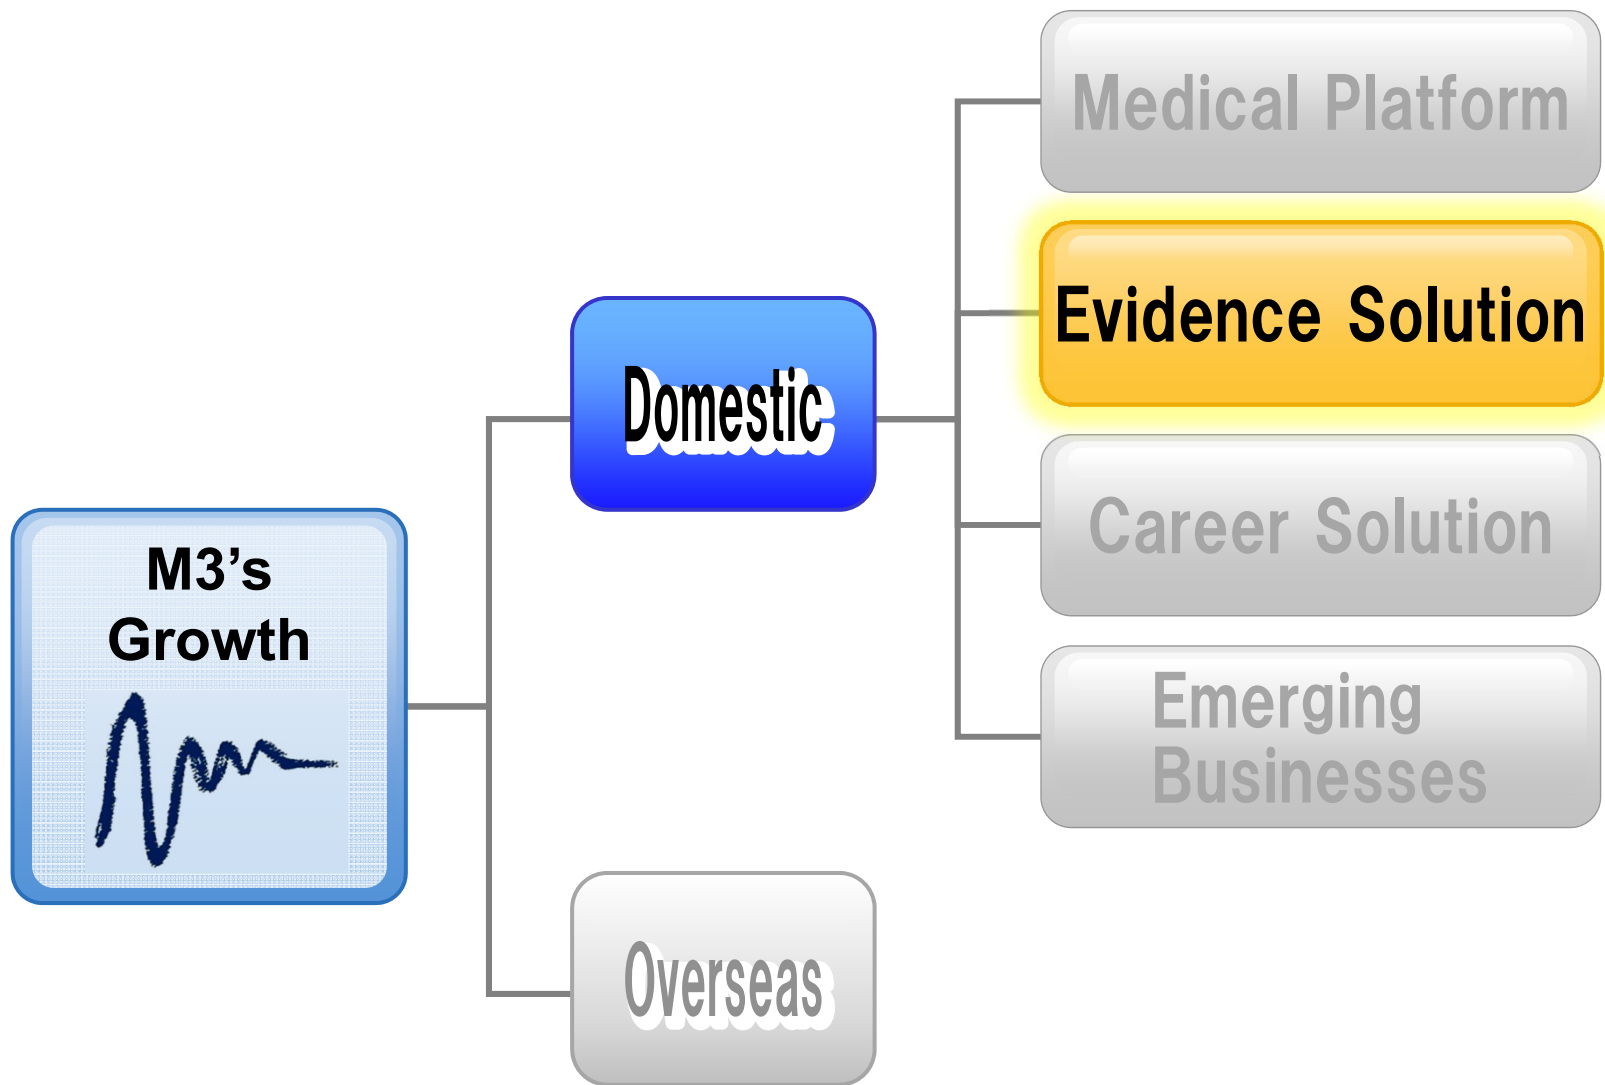 M3’s
Growth
Domestic
Overseas
Medical Platform
Evidence Solution
Career Solution
Emerging
Businesses